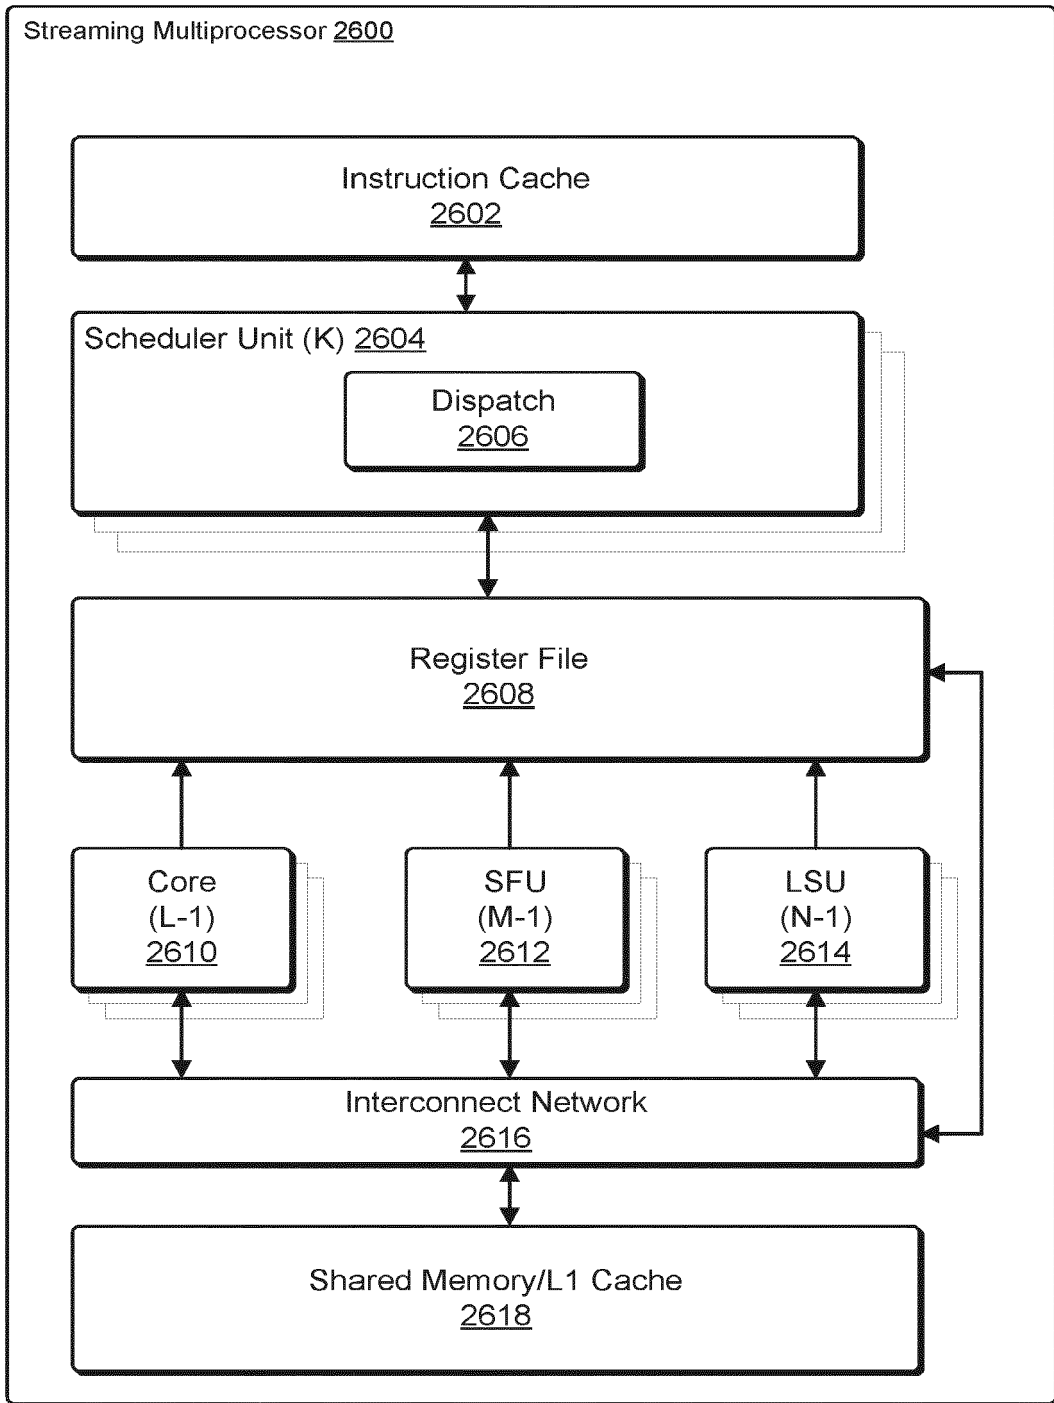 Streaming Multiprocessor 2600
Instruction Cache
2602
Scheduler Unit (K) 2604
Dispatch
2606
Register File
2608
Core
(L-1)
2610
SFU
(M-1)
2612
LSU
(N-1)
2614
Interconnect Network
2616
Shared Memory/L1 Cache
2618